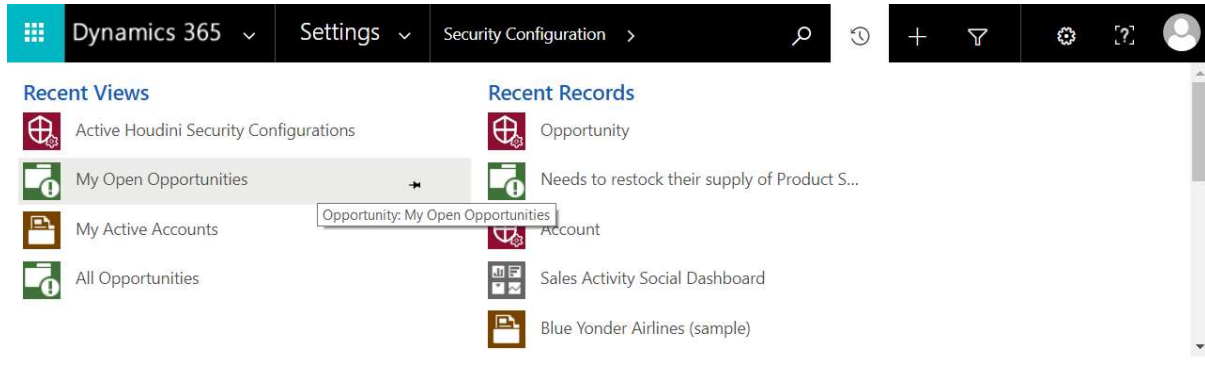 Dynamics 365 Settings Security Configuration
Recent Views
Active Houdini Security Configurations
My Open Opportunities
My Active Accounts
All Opportunities
Opportunity: My Open Opportunities
Recent Records
Opportunity
Needs to restock their supply of Product S...
Account
Sales Activity Social Dashboard
Blue Yonder Airlines (sample)